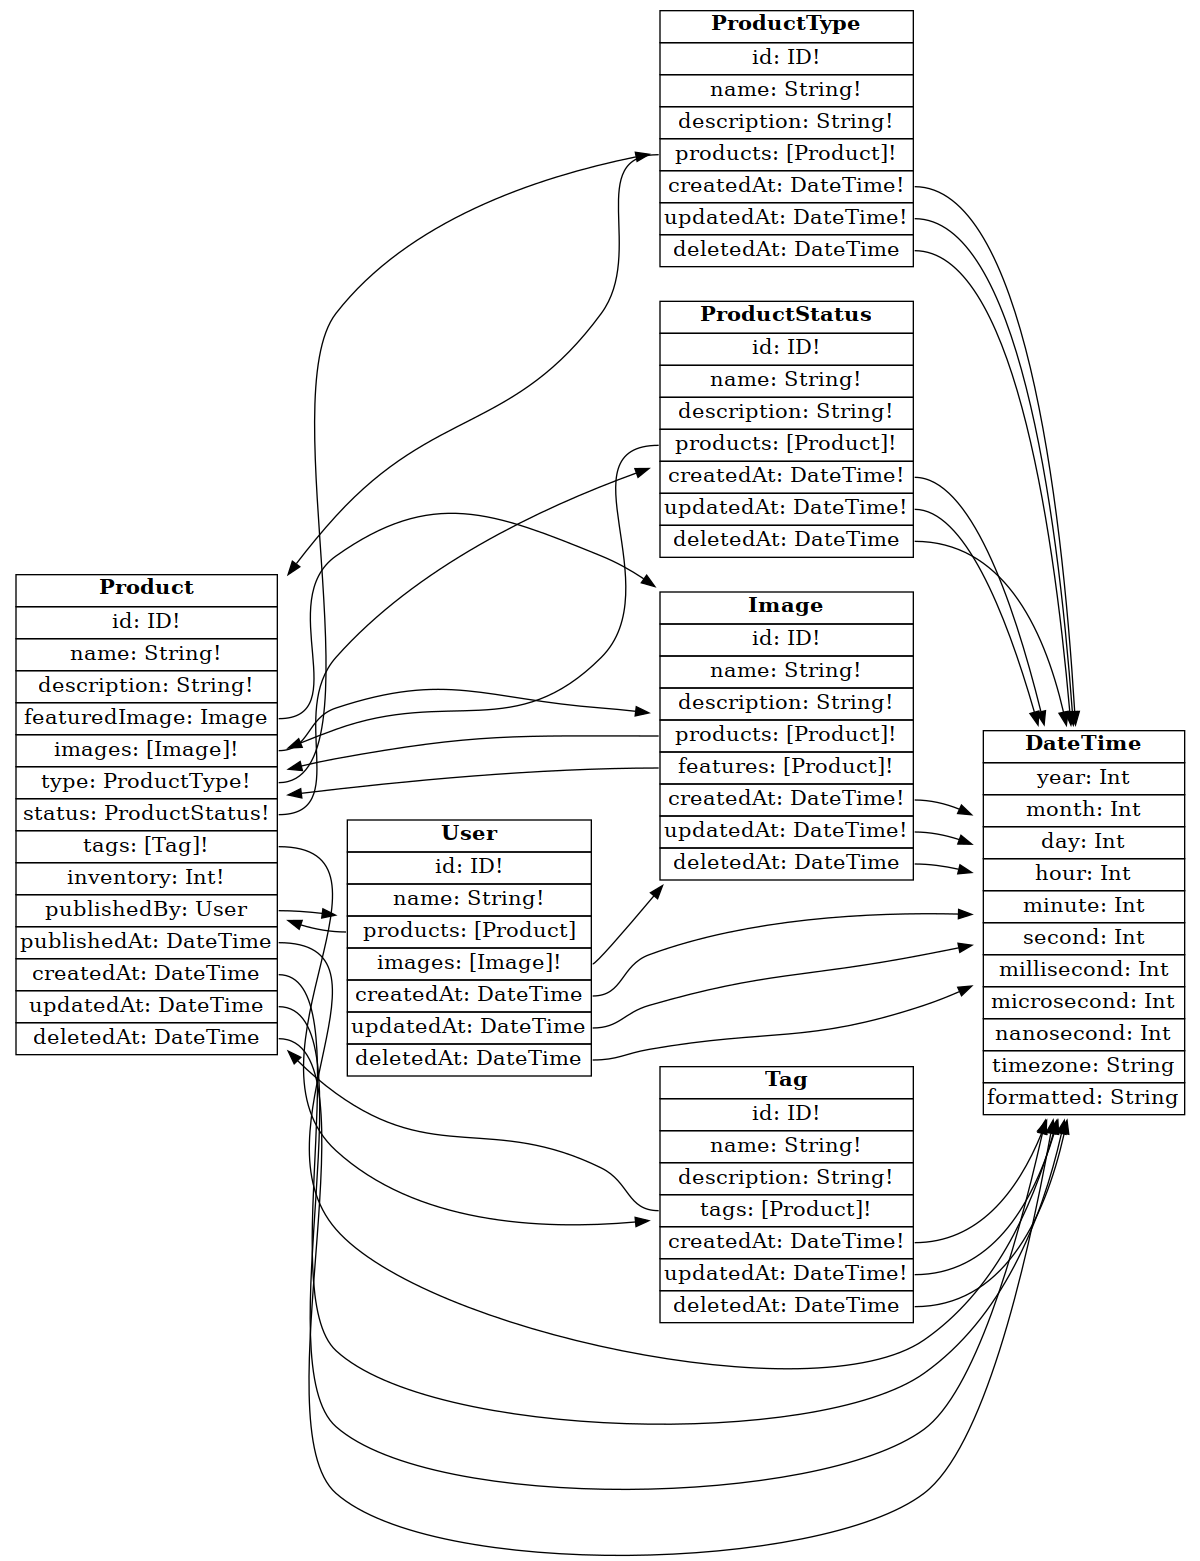 ProductType
id: ID!
name: String!
description: String!
products: [Product]!
createdAt: DateTime!
updatedAt: DateTime!
deletedAt: DateTime
ProductStatus
id: ID!
name: String!
description: String!
products: [Product]!
createdAt: DateTime!
updatedAt: DateTime!
deletedAt: DateTime
Product
id: ID!
name: String!
description: String!
featuredImage: Image
images: [Image]!
type: ProductType!
status: ProductStatus!
tags: [Tag]!
inventory: Int!
publishedBy: User
publishedAt: DateTime
createdAt: DateTime
updatedAt: DateTime
deletedAt: DateTime
Image
id: ID!
name: String!
description: String!
products: [Product]!
features: [Product]!
createdAt: DateTime!
updatedAt: DateTime!
deletedAt: DateTime
User
id: ID!
name: String!
products: [Product]
images: [Image]!
createdAt: DateTime
updatedAt: DateTime
deletedAt: DateTime
DateTime
year: Int
month: Int
day: Int
hour: Int
minute: Int
second: Int
millisecond: Int
microsecond: Int
nanosecond: Int
timezone: String
formatted: String
Tag
id: ID!
name: String!
description: String!
tags: [Product]!
createdAt: DateTime!
updatedAt: DateTime!
deletedAt: DateTime